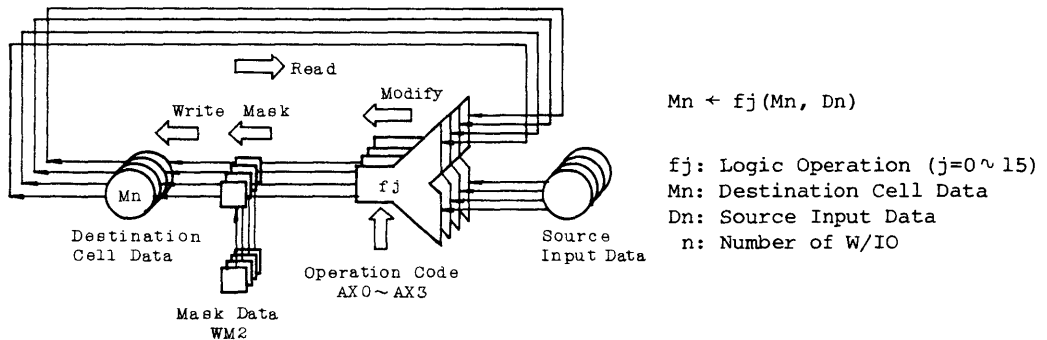 Read
Modify
Write Mask
Mn ← fj(Mn, Dn)
fj
Mn
fj: Logic Operation (j=0 ~ 15)
Mn: Destination Cell Data
Dn: Source Input Data
n: Number of W/IO
Destination
Cell Data
Source
Input Data
Operation Code
AX0~AX3
Mask Data
WM2